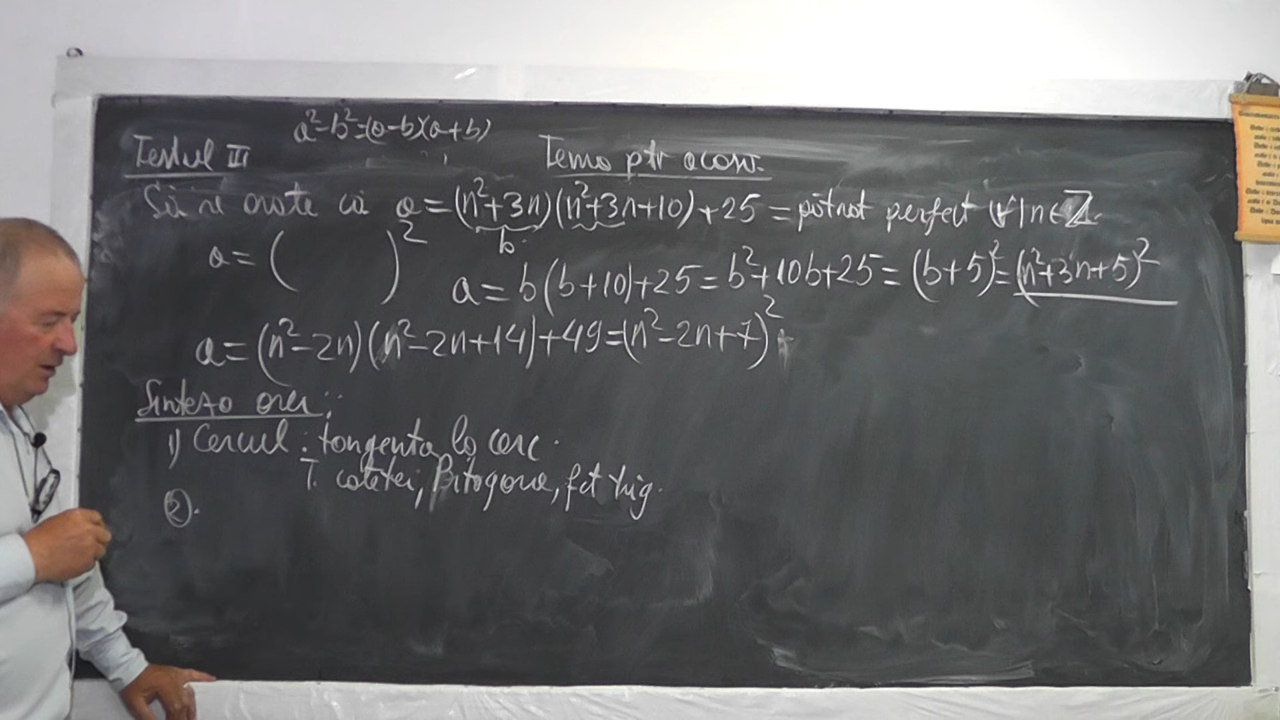 a²-b²=(a-b)(a+b)
Testul III
Tema ptr acasă.
Să se arate că a=(n²+3n)(n²+3n+10)+25=pătrat perfect (∀)n∈Z.
b.
a=( )²
a=b(b+10)+25=b²+10b+25=(b+5)²=(n²+3n+5)²
a=(n²-2n)(n²-2n+14)+49=(n²-2n+7)²
Sinteza orei:
1) Cercul: tangenta la cerc.
T. catetei, Pitagora, fct trig.
②.